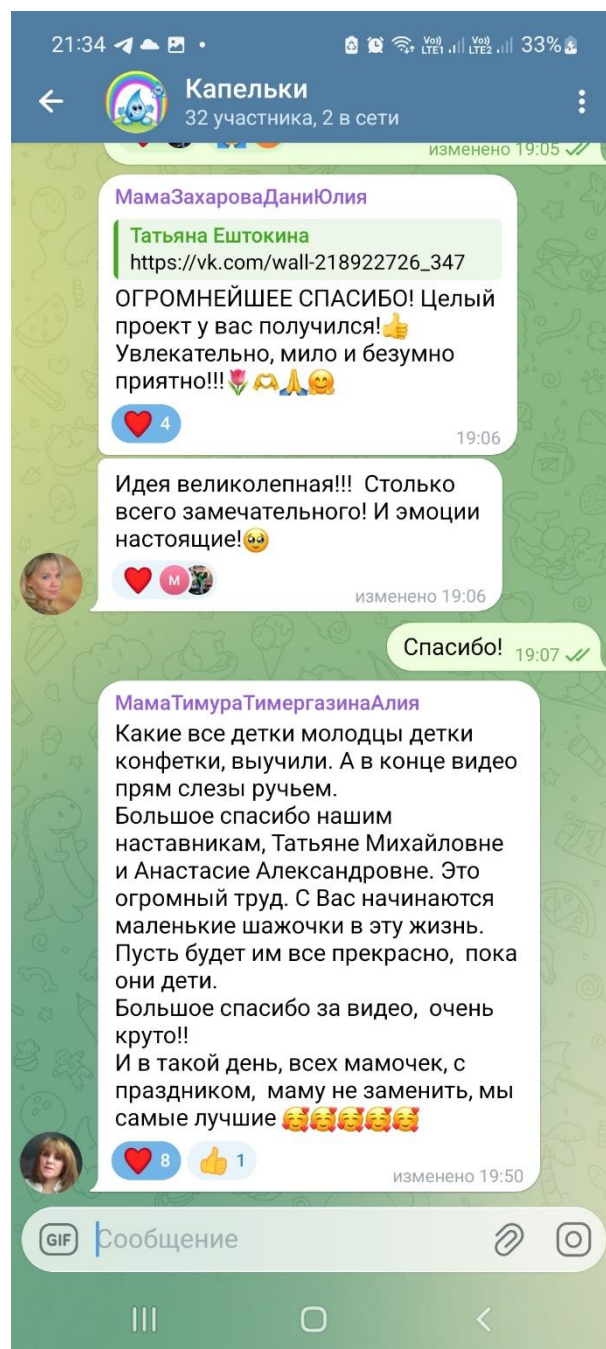 21:34
Vo)) LTE1 Vo)) LTE2 33%
Капельки
32 участника, 2 в сети
изменено 19:05
МамаЗахароваДаниЮлия
Татьяна Ештокина
https://vk.com/wall-218922726_347
ОГРОМНЕЙШЕЕ СПАСИБО! Целый
проект у вас получился!👍
Увлекательно, мило и безумно
приятно!!!🌷🫶🙏🤗
❤️ 4
19:06
Идея великолепная!!! Столько
всего замечательного! И эмоции
настоящие!🥹
М
изменено 19:06
Спасибо! 19:07
МамаТимураТимергазинаАлия
Какие все детки молодцы детки
конфетки, выучили. А в конце видео
прям слезы ручьем.
Большое спасибо нашим
наставникам, Татьяне Михайловне
и Анастасие Александровне. Это
огромный труд. С Вас начинаются
маленькие шажочки в эту жизнь.
Пусть будет им все прекрасно, пока
они дети.
Большое спасибо за видео, очень
круто!!
И в такой день, всех мамочек, с
праздником, маму не заменить, мы
самые лучшие 🥰🥰🥰🥰🥰
❤️ 8 👍 1
изменено 19:50
GIF Сообщение